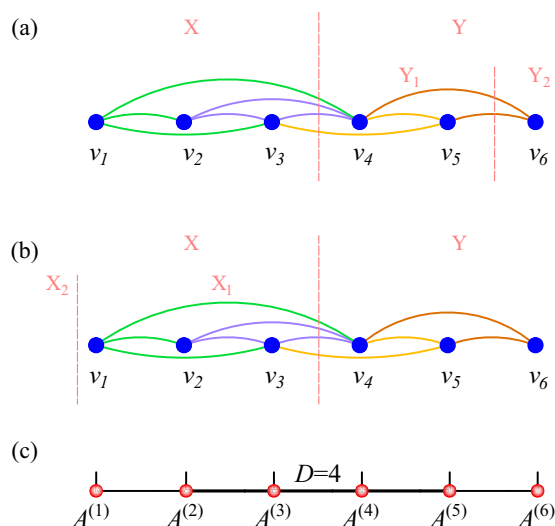 (a)
X Y
Y₁ Y₂
v₁ v₂ v₃ v₄ v₅ v₆
(b)
X Y
X₂ X₁
v₁ v₂ v₃ v₄ v₅ v₆
(c)
D=4
A⁽¹⁾ A⁽²⁾ A⁽³⁾ A⁽⁴⁾ A⁽⁵⁾ A⁽⁶⁾